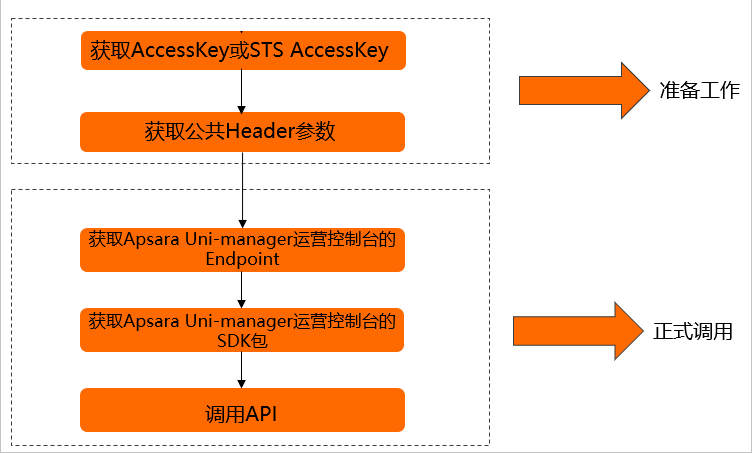 获取AccessKey或STS AccessKey
获取公共Header参数
准备工作
获取Apsara Uni-manager运营控制台的
Endpoint
获取Apsara Uni-manager运营控制台的
SDK包
调用API
正式调用